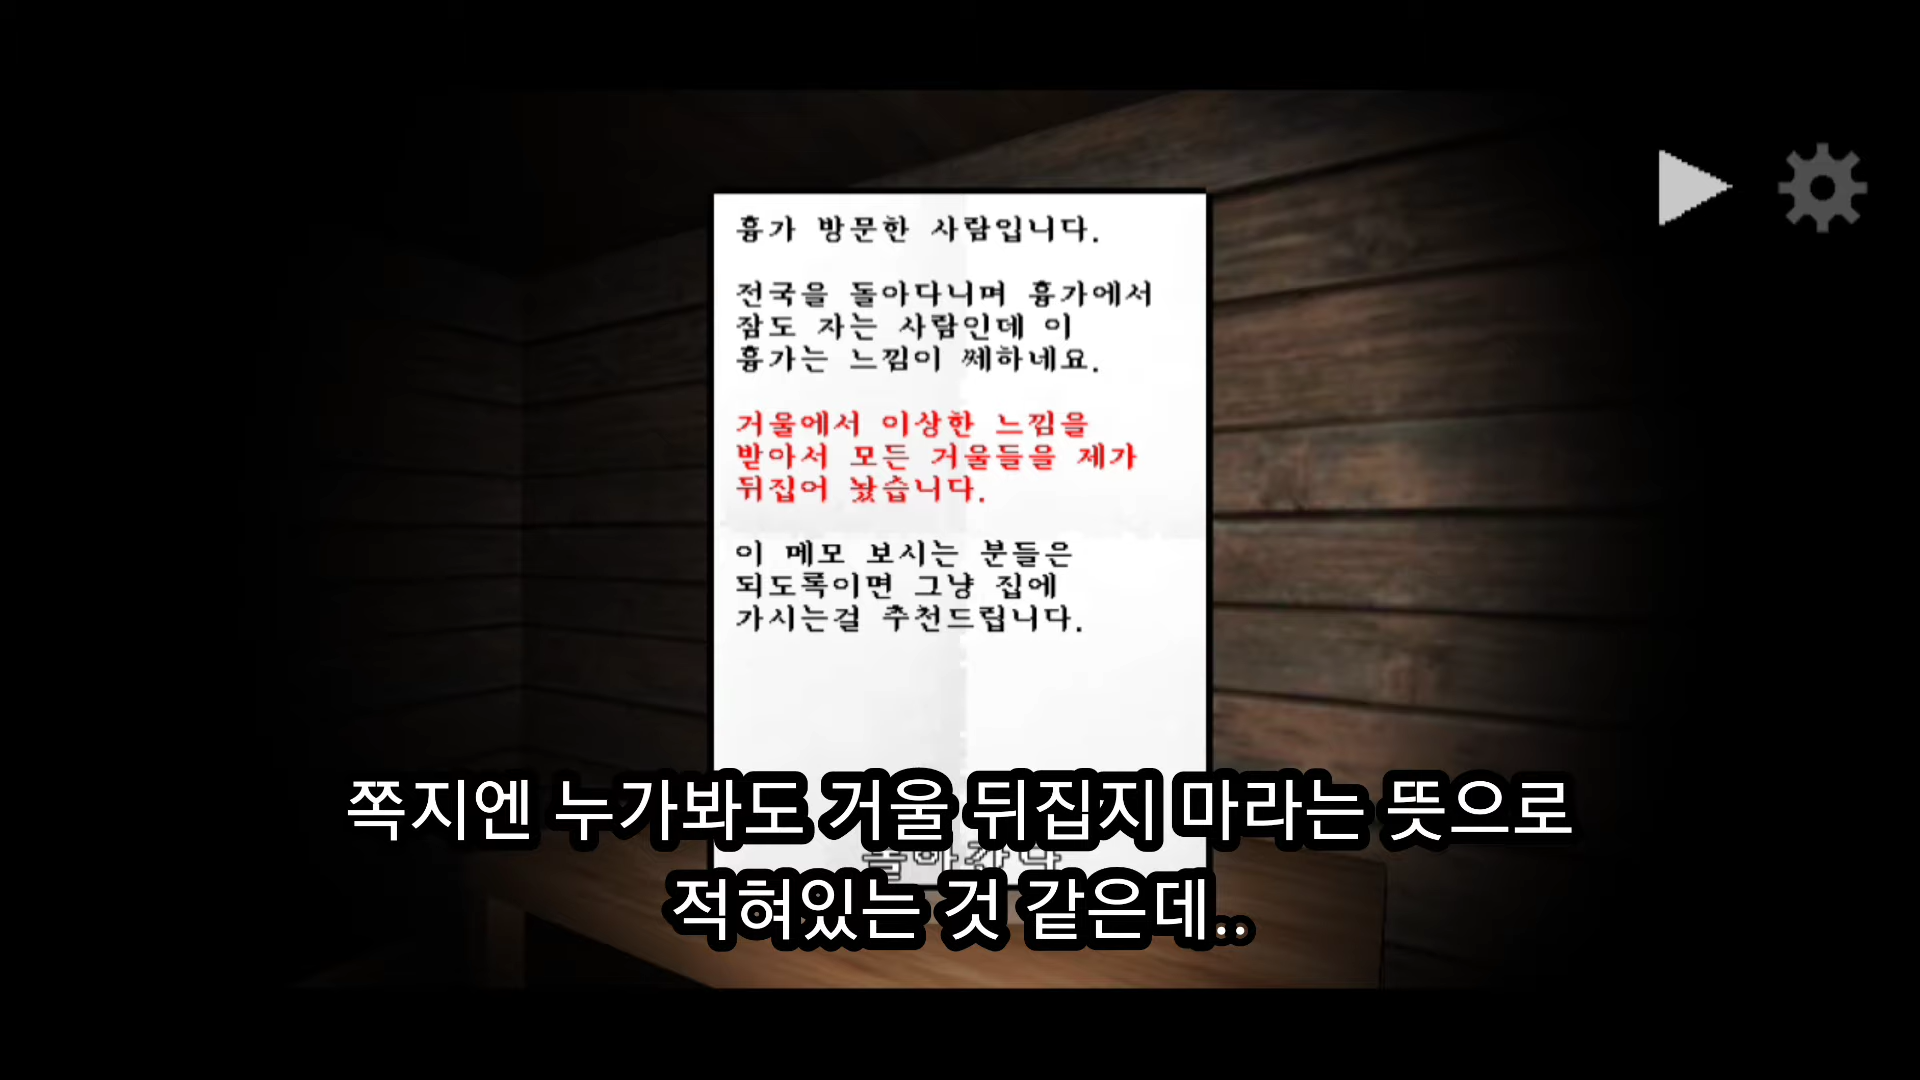 흉가 방문한 사람입니다.
전국을 돌아다니며 흉가에서
잠도 자는 사람인데 이
흉가는 느낌이 쎄하네요.
거울에서 이상한 느낌을
받아서 모든 거울들을 제가
뒤집어 놨습니다.
이 메모 보시는 분들은
되도록이면 그냥 집에
가시는걸 추천드립니다.
쪽지엔 누가봐도 거울 뒤집지 마라는 뜻으로
돌아간다
적혀있는 것 같은데..